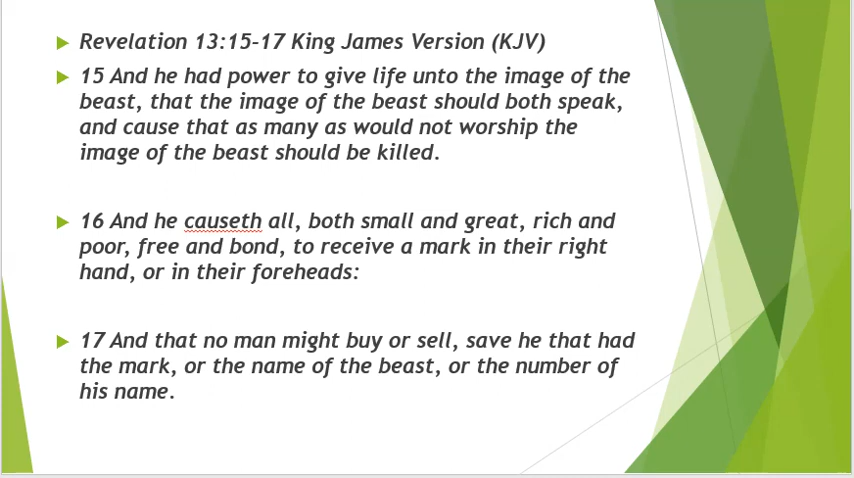 Revelation 13:15-17 King James Version (KJV)
15 And he had power to give life unto the image of the
beast, that the image of the beast should both speak,
and cause that as many as would not worship the
image of the beast should be killed.
16 And he causeth all, both small and great, rich and
poor, free and bond, to receive a mark in their right
hand, or in their foreheads:
17 And that no man might buy or sell, save he that had
the mark, or the name of the beast, or the number of
his name.